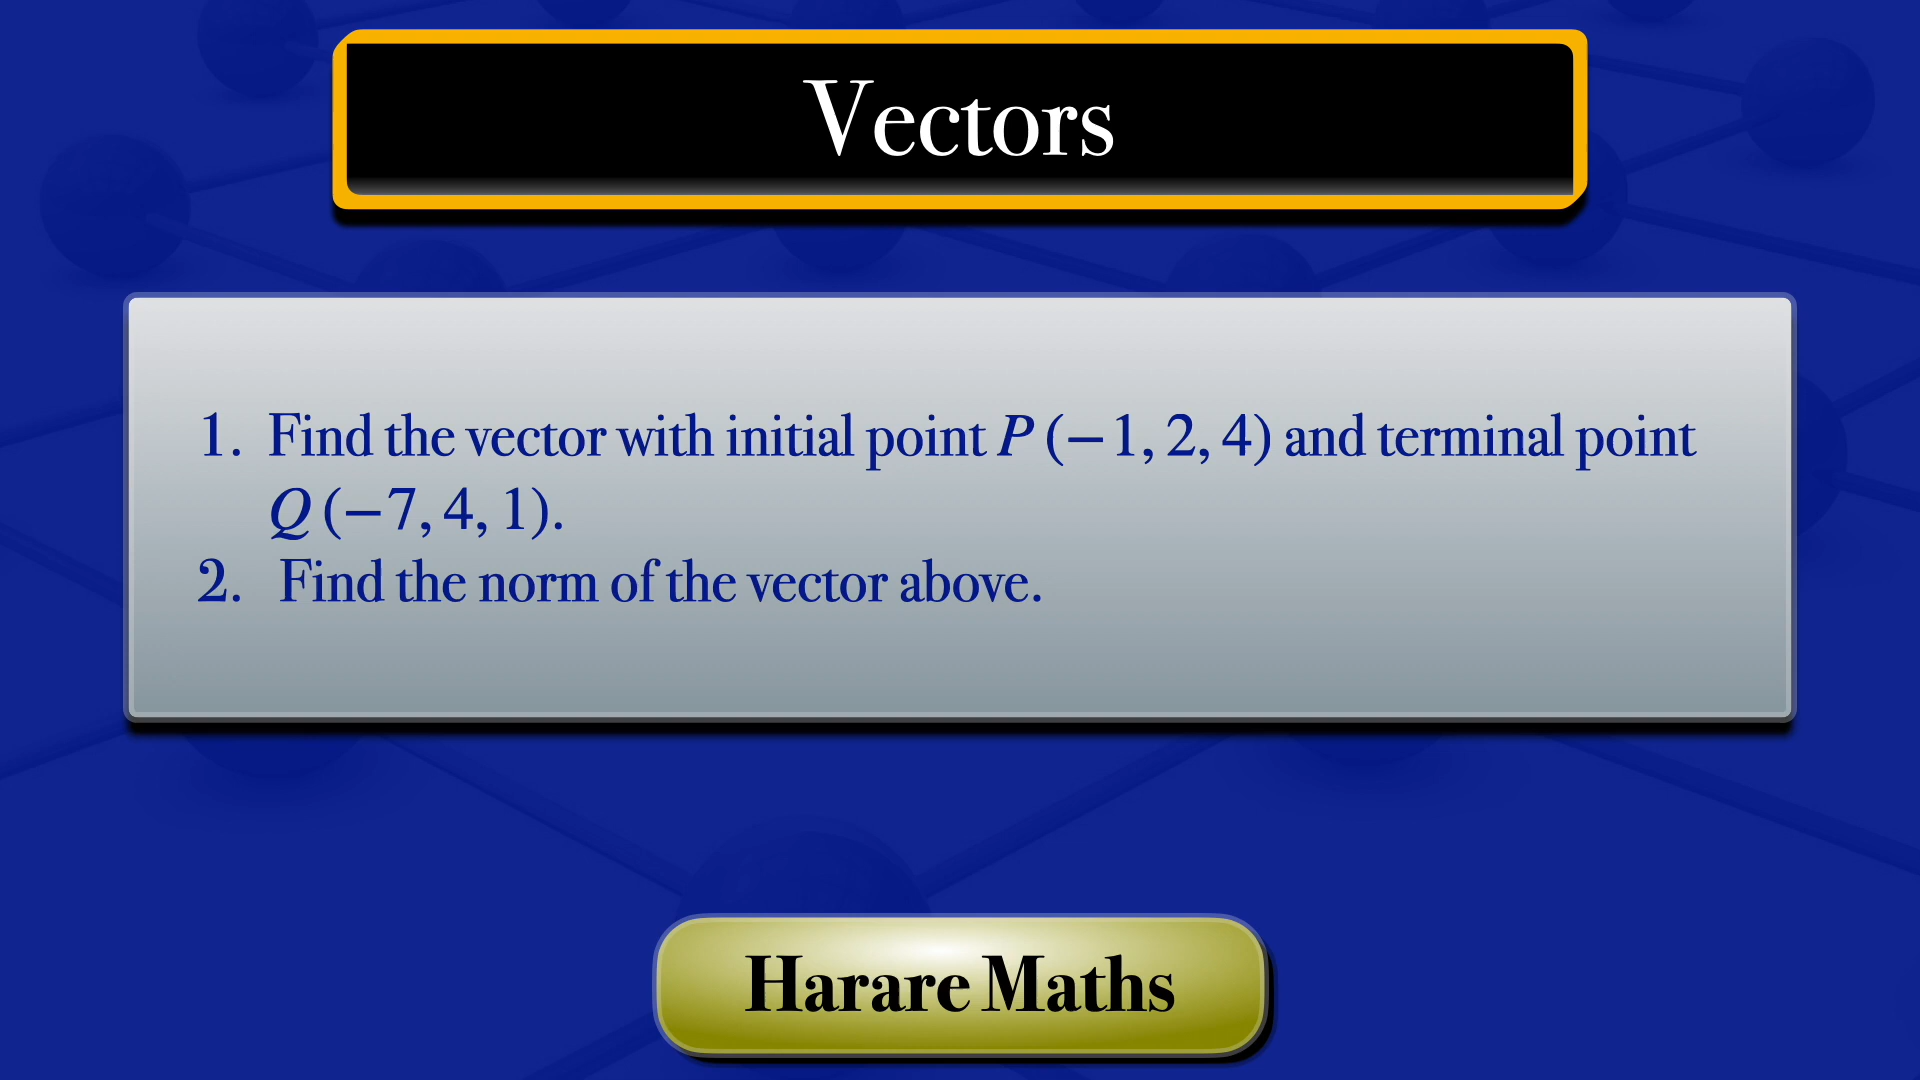 Vectors
1. Find the vector with initial point P (−1, 2, 4) and terminal point
Q (−7, 4, 1).
2. Find the norm of the vector above.
Harare Maths